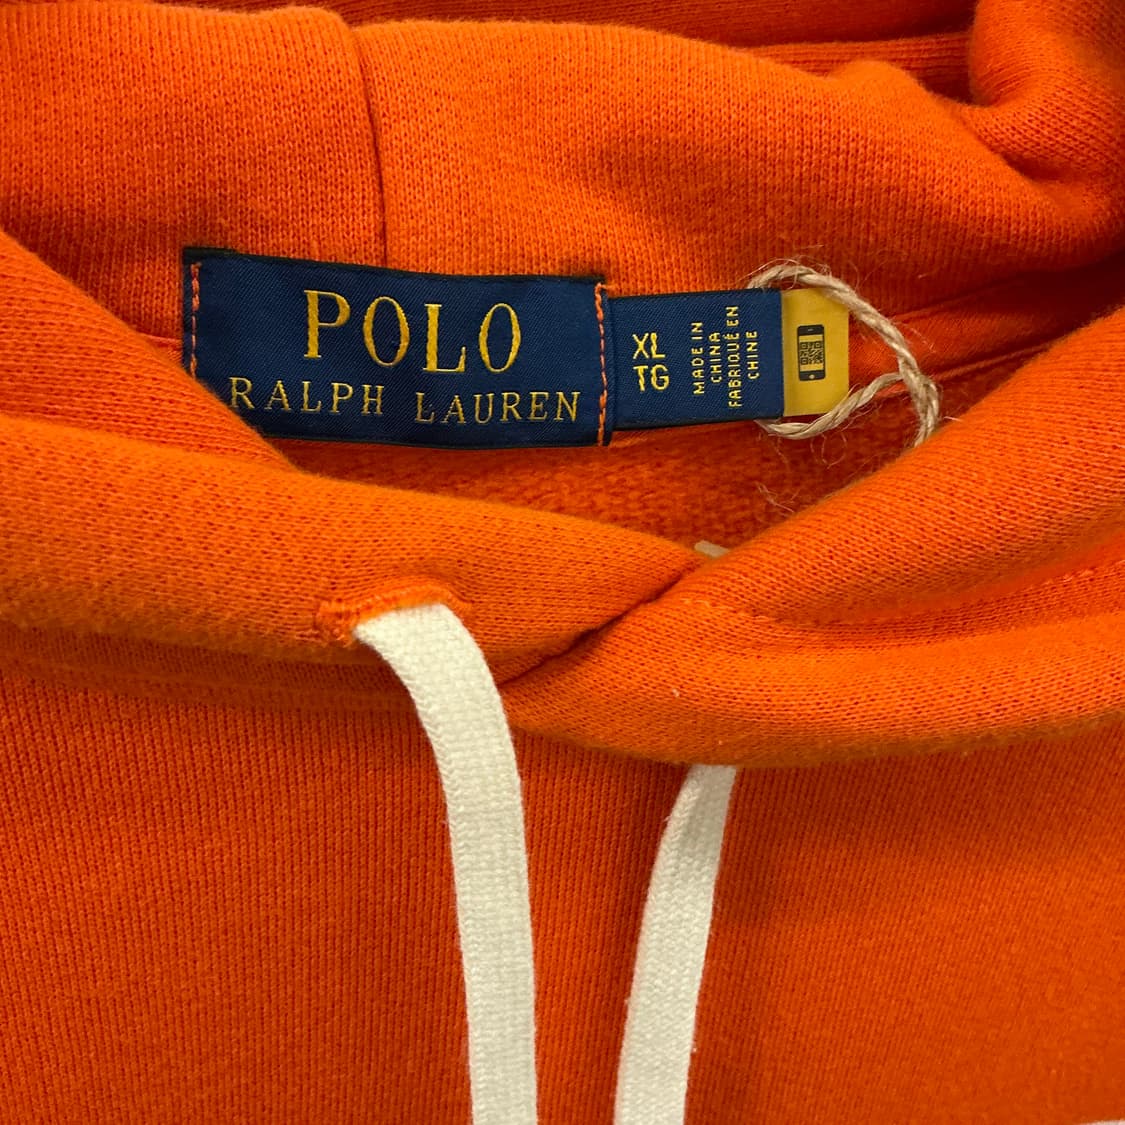 POLO
RALPH LAUREN
XL
TG
MADE IN
CHINA
FABRIQUÉ EN
CHINE